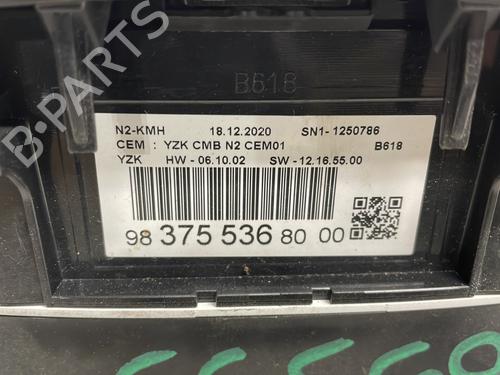 B618
N2-KMH 18.12.2020 SN1- 1250786
CEM : YZK CMB N2 CEM01 B618
YZK HW - 06.10.02 SW - 12.16.55.00
98 375 536 80 00